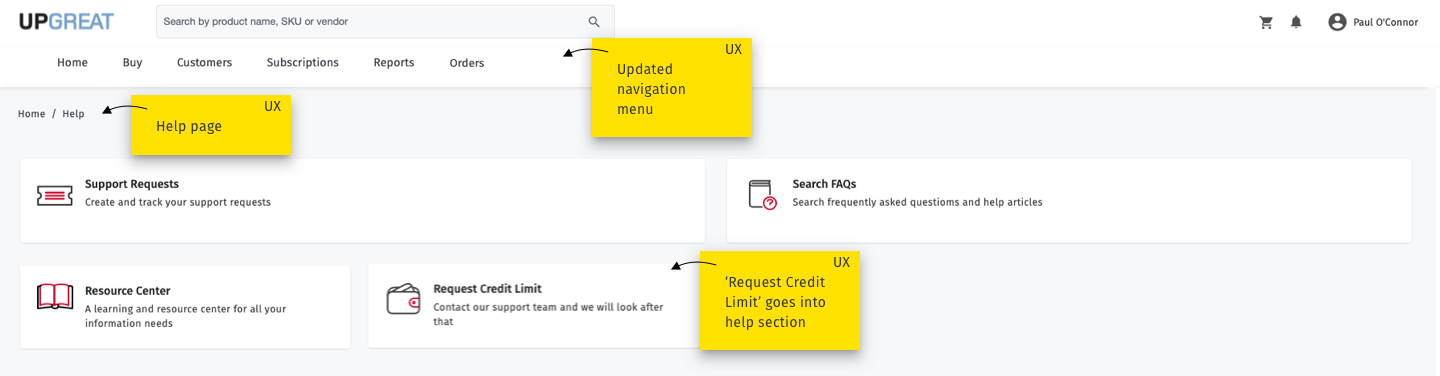 UPGREAT
Search by product name, SKU or vendor
Paul O'Connor
Home
Buy
Customers
Subscriptions
Reports
Orders
UX
Updated
navigation
menu
Home / Help
UX
Help page
Support Requests
Create and track your support requests
Search FAQs
Search frequently asked questioms and help articles
Resource Center
A learning and resource center for all your
information needs
Request Credit Limit
Contact our support team and we will look after
that
UX
‘Request Credit
Limit’ goes into
help section